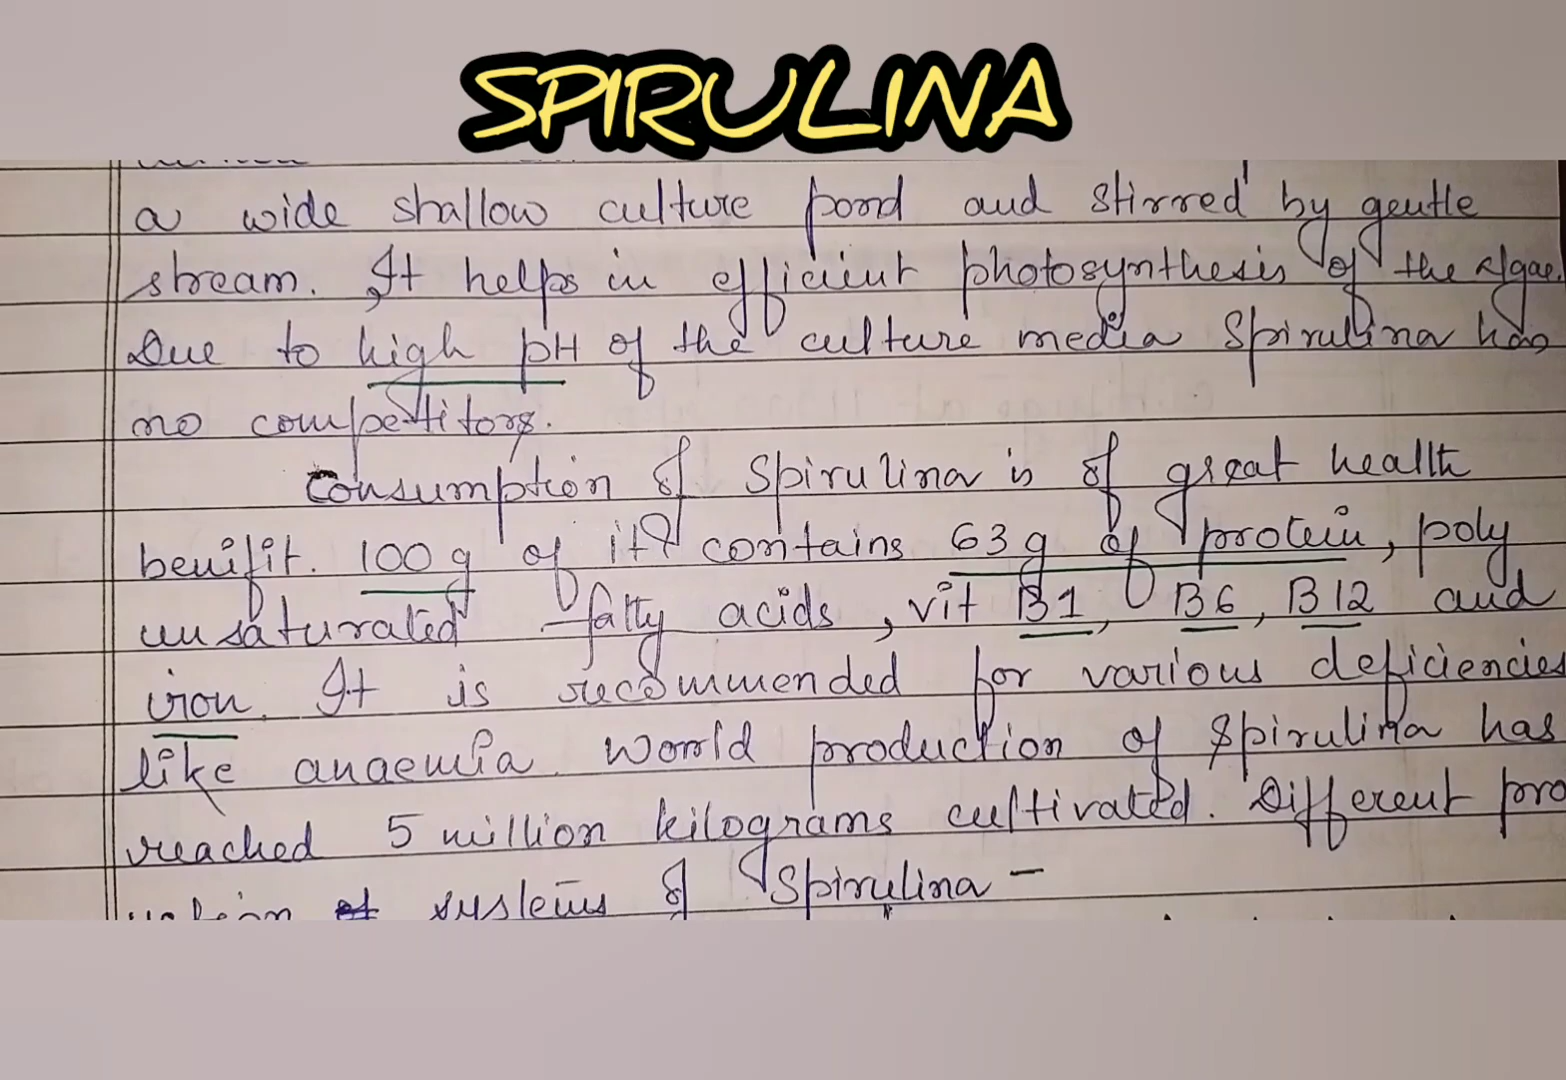 SPIRULINA
a wide shallow culture pond and stirred by gentle
stream. It helps in efficient photosynthesis of the algae.
Due to high pH of the culture media Spirulina has
no competitors.
Consumption of Spirulina is of great health
benifit. 100 g of it contains 63 g of protein, poly
unsaturated fatty acids, vit B1, B6, B12 and
iron. It is recommended for various deficiencies
like anaemia. World production of Spirulina has
reached 5 million kilograms cultivated. Different pro
systems of Spirulina -